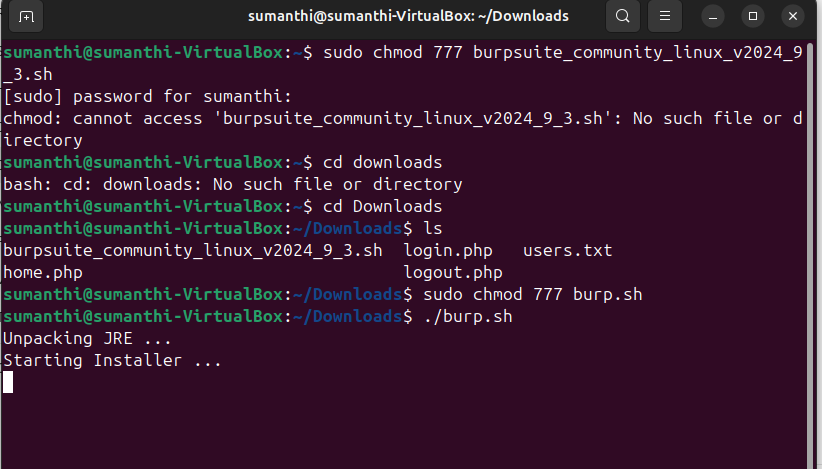 sumanthi@sumanthi-VirtualBox: ~/Downloads
sumanthi@sumanthi-VirtualBox:~$ sudo chmod 777 burpsuite_community_linux_v2024_9
_3.sh
[sudo] password for sumanthi:
chmod: cannot access 'burpsuite_community_linux_v2024_9_3.sh': No such file or d
irectory
sumanthi@sumanthi-VirtualBox:~$ cd downloads
bash: cd: downloads: No such file or directory
sumanthi@sumanthi-VirtualBox:~$ cd Downloads
sumanthi@sumanthi-VirtualBox:~/Downloads$ ls
burpsuite_community_linux_v2024_9_3.sh  login.php   users.txt
home.php                                logout.php
sumanthi@sumanthi-VirtualBox:~/Downloads$ sudo chmod 777 burp.sh
sumanthi@sumanthi-VirtualBox:~/Downloads$ ./burp.sh
Unpacking JRE ...
Starting Installer ...